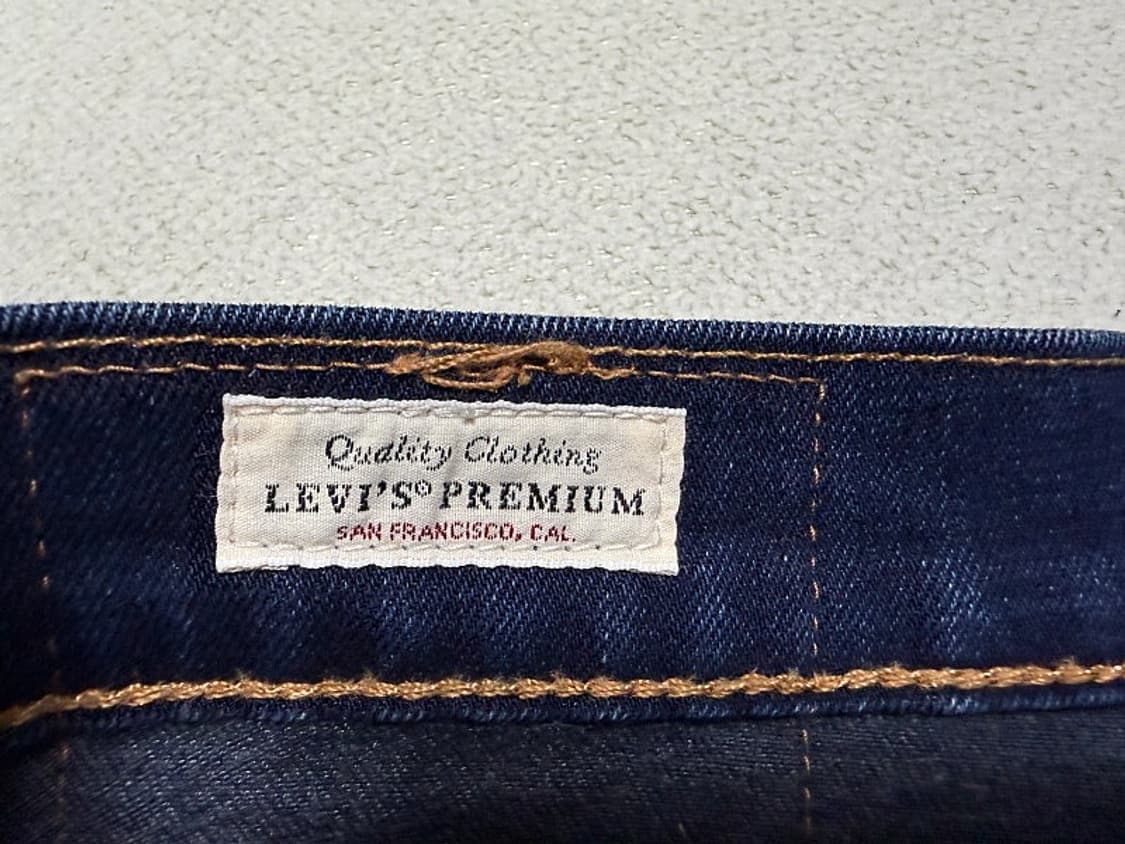 Quality Clothing
LEVI'S® PREMIUM
SAN FRANCISCO, CAL.